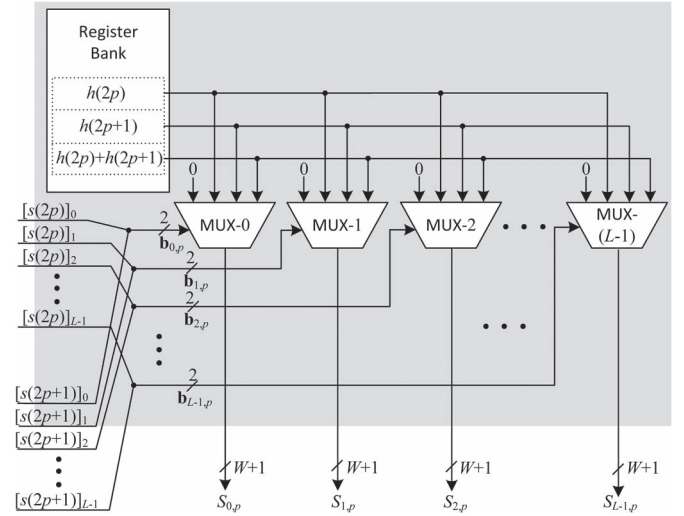 Register
Bank
h(2p)
h(2p+1)
h(2p)+h(2p+1)
0
0
0
0
MUX-0
MUX-1
MUX-2
• • •
MUX-
(L-1)
[s(2p)]0
[s(2p)]1
[s(2p)]2
[s(2p)]L-1
[s(2p+1)]0
[s(2p+1)]1
[s(2p+1)]2
[s(2p+1)]L-1
2
b0,p
2
b1,p
2
b2,p
2
bL-1,p
W+1
W+1
W+1
W+1
S0,p
S1,p
S2,p
SL-1,p